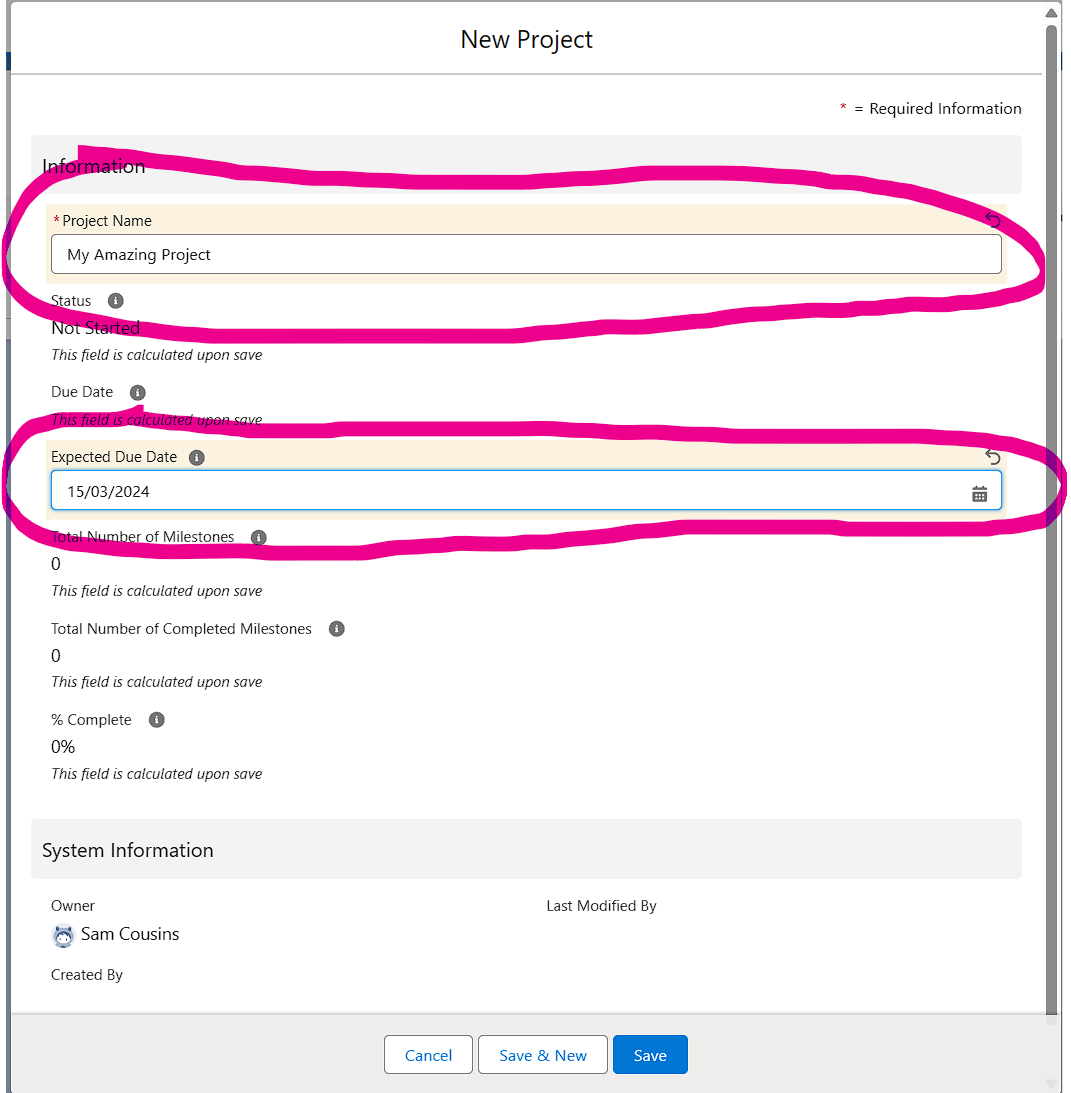 New Project
* = Required Information
Information
*Project Name
My Amazing Project
Status
Not Started
This field is calculated upon save
Due Date
This field is calculated upon save
Expected Due Date
15/03/2024
Total Number of Milestones
0
This field is calculated upon save
Total Number of Completed Milestones
0
This field is calculated upon save
% Complete
0%
This field is calculated upon save
System Information
Owner Last Modified By
Sam Cousins
Created By
Cancel Save & New Save